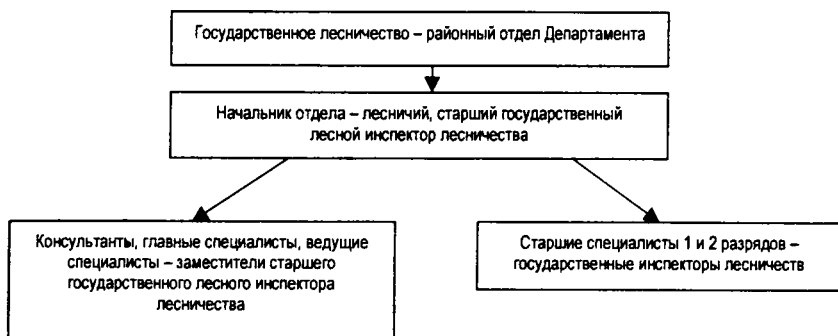 Государственное лесничество – районный отдел Департамента
Начальник отдела – лесничий, старший государственный
лесной инспектор лесничества
Консультанты, главные специалисты, ведущие
специалисты – заместители старшего
государственного лесного инспектора
лесничества
Старшие специалисты 1 и 2 разрядов –
государственные инспекторы лесничеств